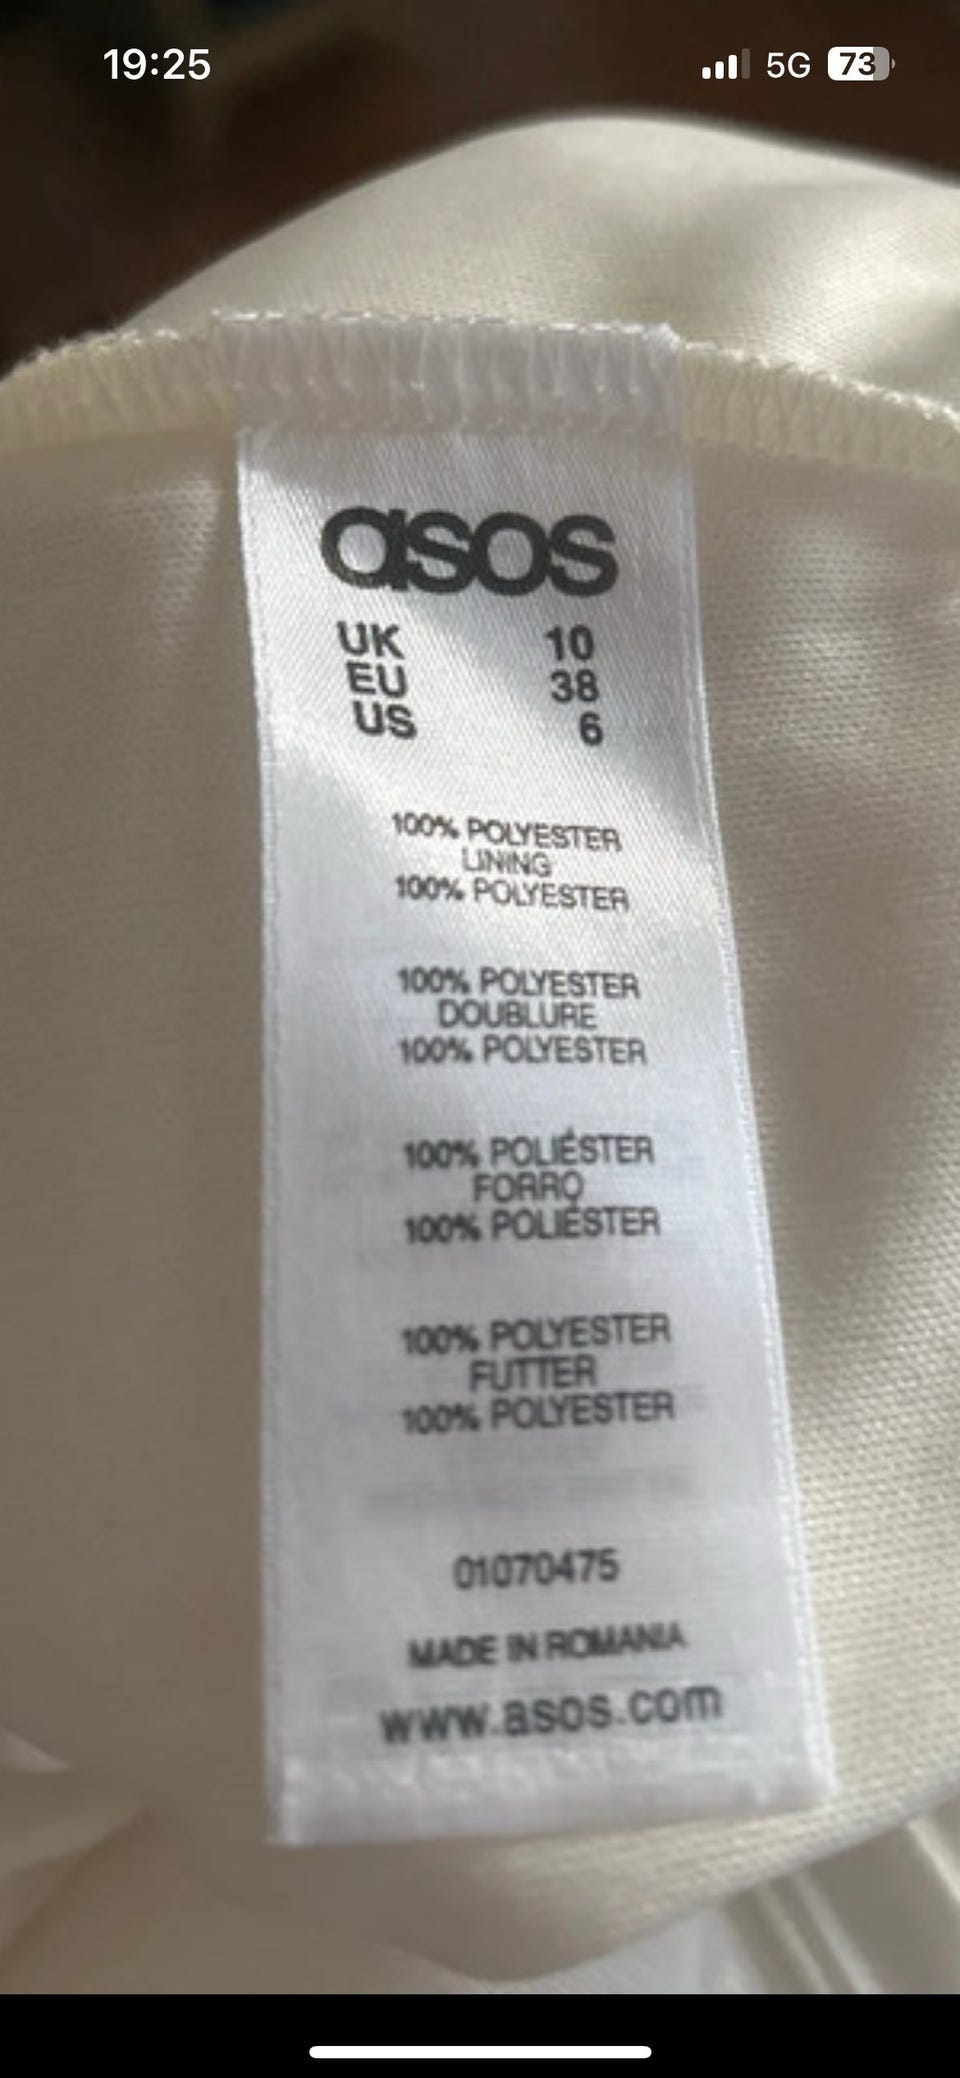 19:25 5G 73
asos
UK 10
EU 38
US 6
100% POLYESTER
LINING
100% POLYESTER
100% POLYESTER
DOUBLURE
100% POLYESTER
100% POLIÉSTER
FORRO
100% POLIÉSTER
100% POLYESTER
FUTTER
100% POLYESTER
01070475
MADE IN ROMANIA
www.asos.com